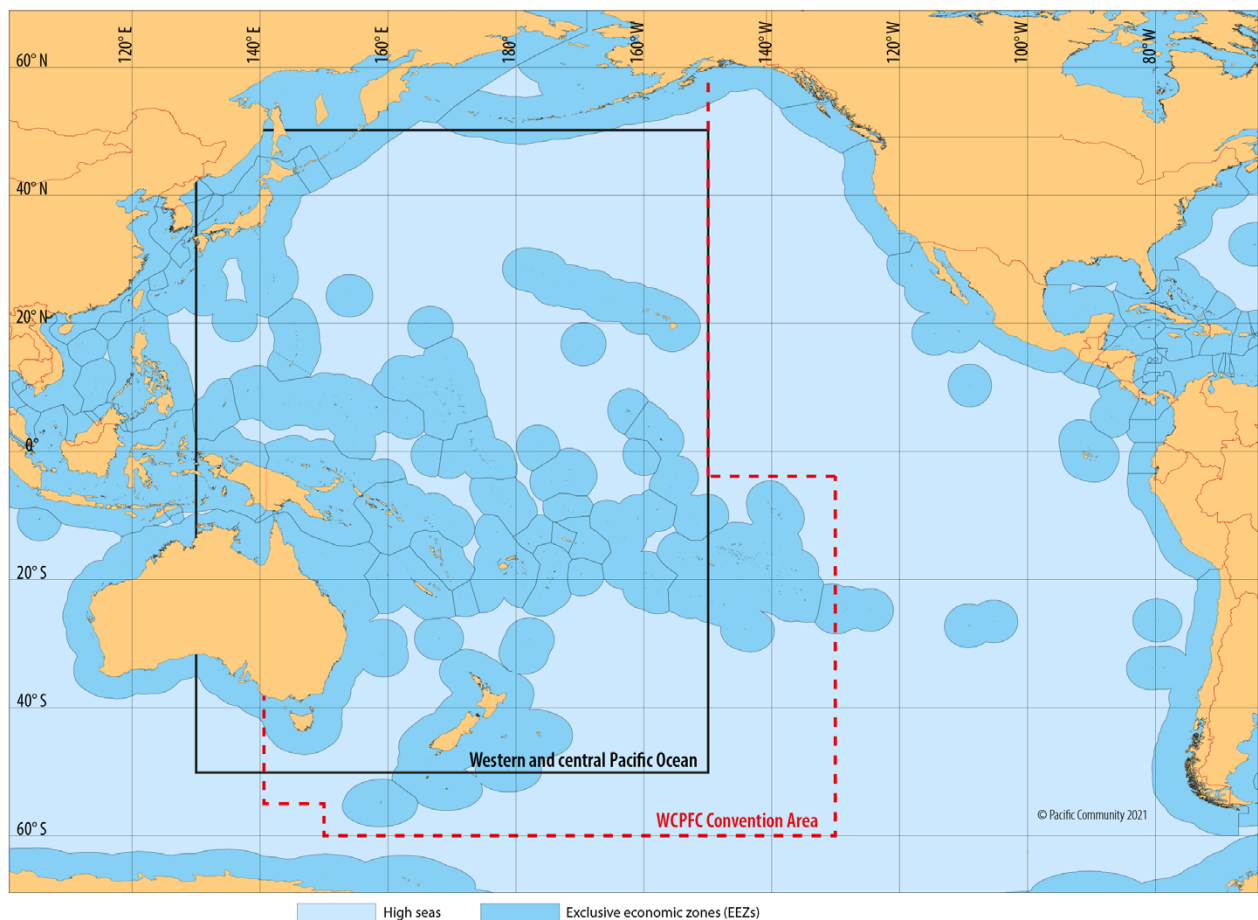 120° E
140° E
160° E
180°
160° W
140° W
120° W
100° W
80° W
60° N
40° N
20° N
0°
20° S
40° S
60° S
Western and central Pacific Ocean
WCPFC Convention Area
© Pacific Community 2021
High seas
Exclusive economic zones (EEZs)